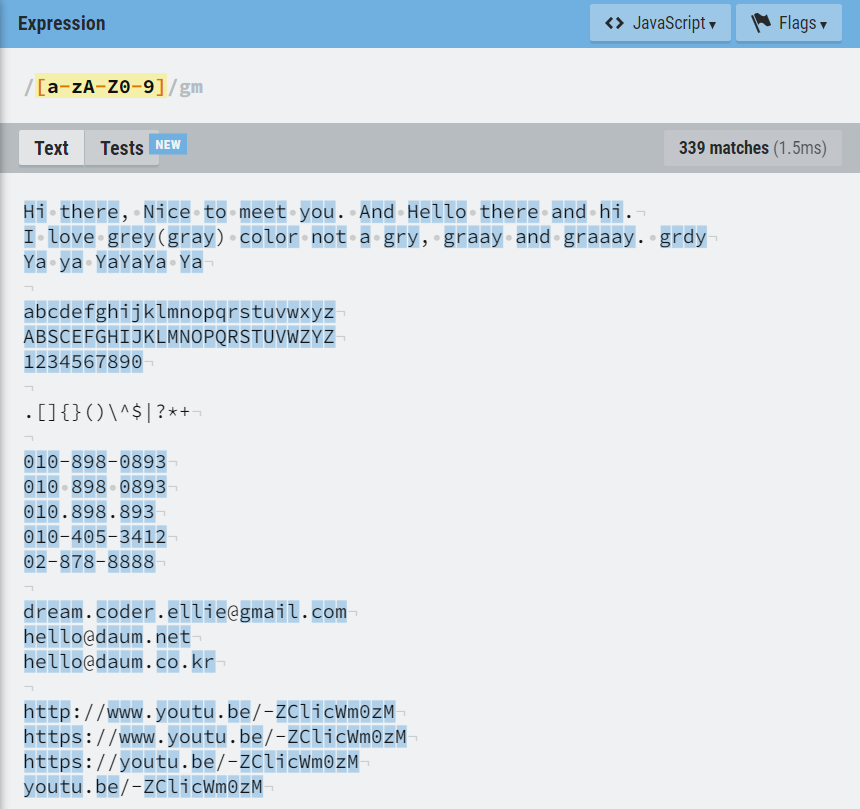 Expression
<> JavaScript ▾
Flags ▾
/[a-zA-Z0-9]/gm
Text
Tests
NEW
339 matches (1.5ms)
Hi there, Nice to meet you. And Hello there and hi.
I love grey(gray) color not a gry, graay and graaay. grdy
Ya ya YaYaYa Ya
abcdefghijklmnopqrstuvwxyz
ABSCEFGHIJKLMNOPQRSTUVWZYZ
1234567890
.[]{}()\^$|?*+
010-898-0893
010 898 0893
010.898.893
010-405-3412
02-878-8888
dream.coder.ellie@gmail.com
hello@daum.net
hello@daum.co.kr
http://www.youtu.be/-ZClicWm0zM
https://www.youtu.be/-ZClicWm0zM
https://youtu.be/-ZClicWm0zM
youtu.be/-ZClicWm0zM